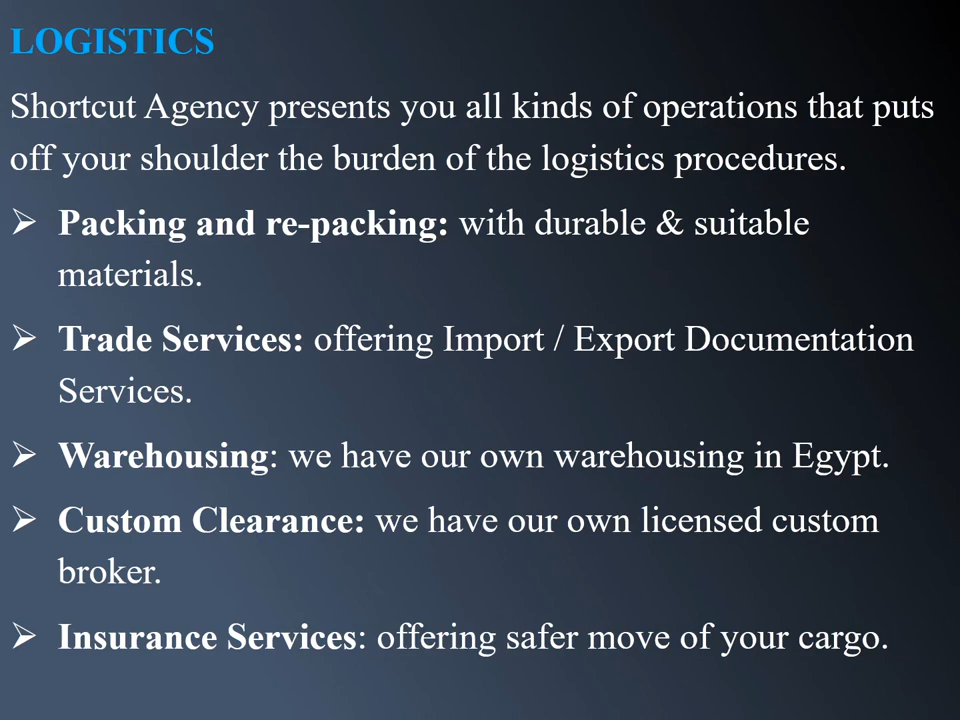 LOGISTICS
Shortcut Agency presents you all kinds of operations that puts
off your shoulder the burden of the logistics procedures.
➢ Packing and re-packing: with durable & suitable
materials.
➢ Trade Services: offering Import / Export Documentation
Services.
➢ Warehousing: we have our own warehousing in Egypt.
➢ Custom Clearance: we have our own licensed custom
broker.
➢ Insurance Services: offering safer move of your cargo.